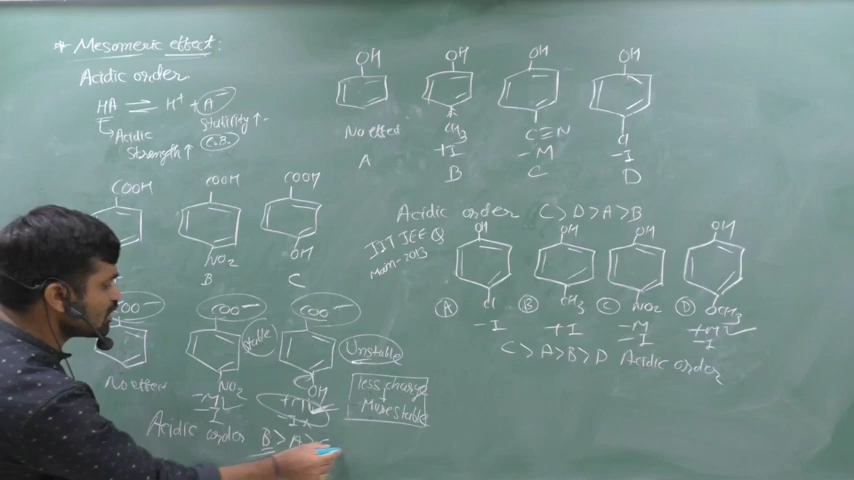 * Mesomeric effect:
Acidic order
HA ⇌ H+ + A−
Acidic
Strength ↑
Stability ↑
C.B.
OH OH OH OH
CH3 C≡N Cl
No effect +I -M -I
A B C D
Acidic order C > D > A > B
COOH COOH COOH
NO2 OH
B C
IIT JEE Q
Main-2013
OH OH OH OH
Cl CH3 NO2 OCH3
A B C D
-I +I -M +M ✓
-I -I
C > A > B > D Acidic order
COO− COO− COO−
stable Unstable
NO2 OH
No effect -M +M
-I -I
less charge
More stable
Acidic order B > A >